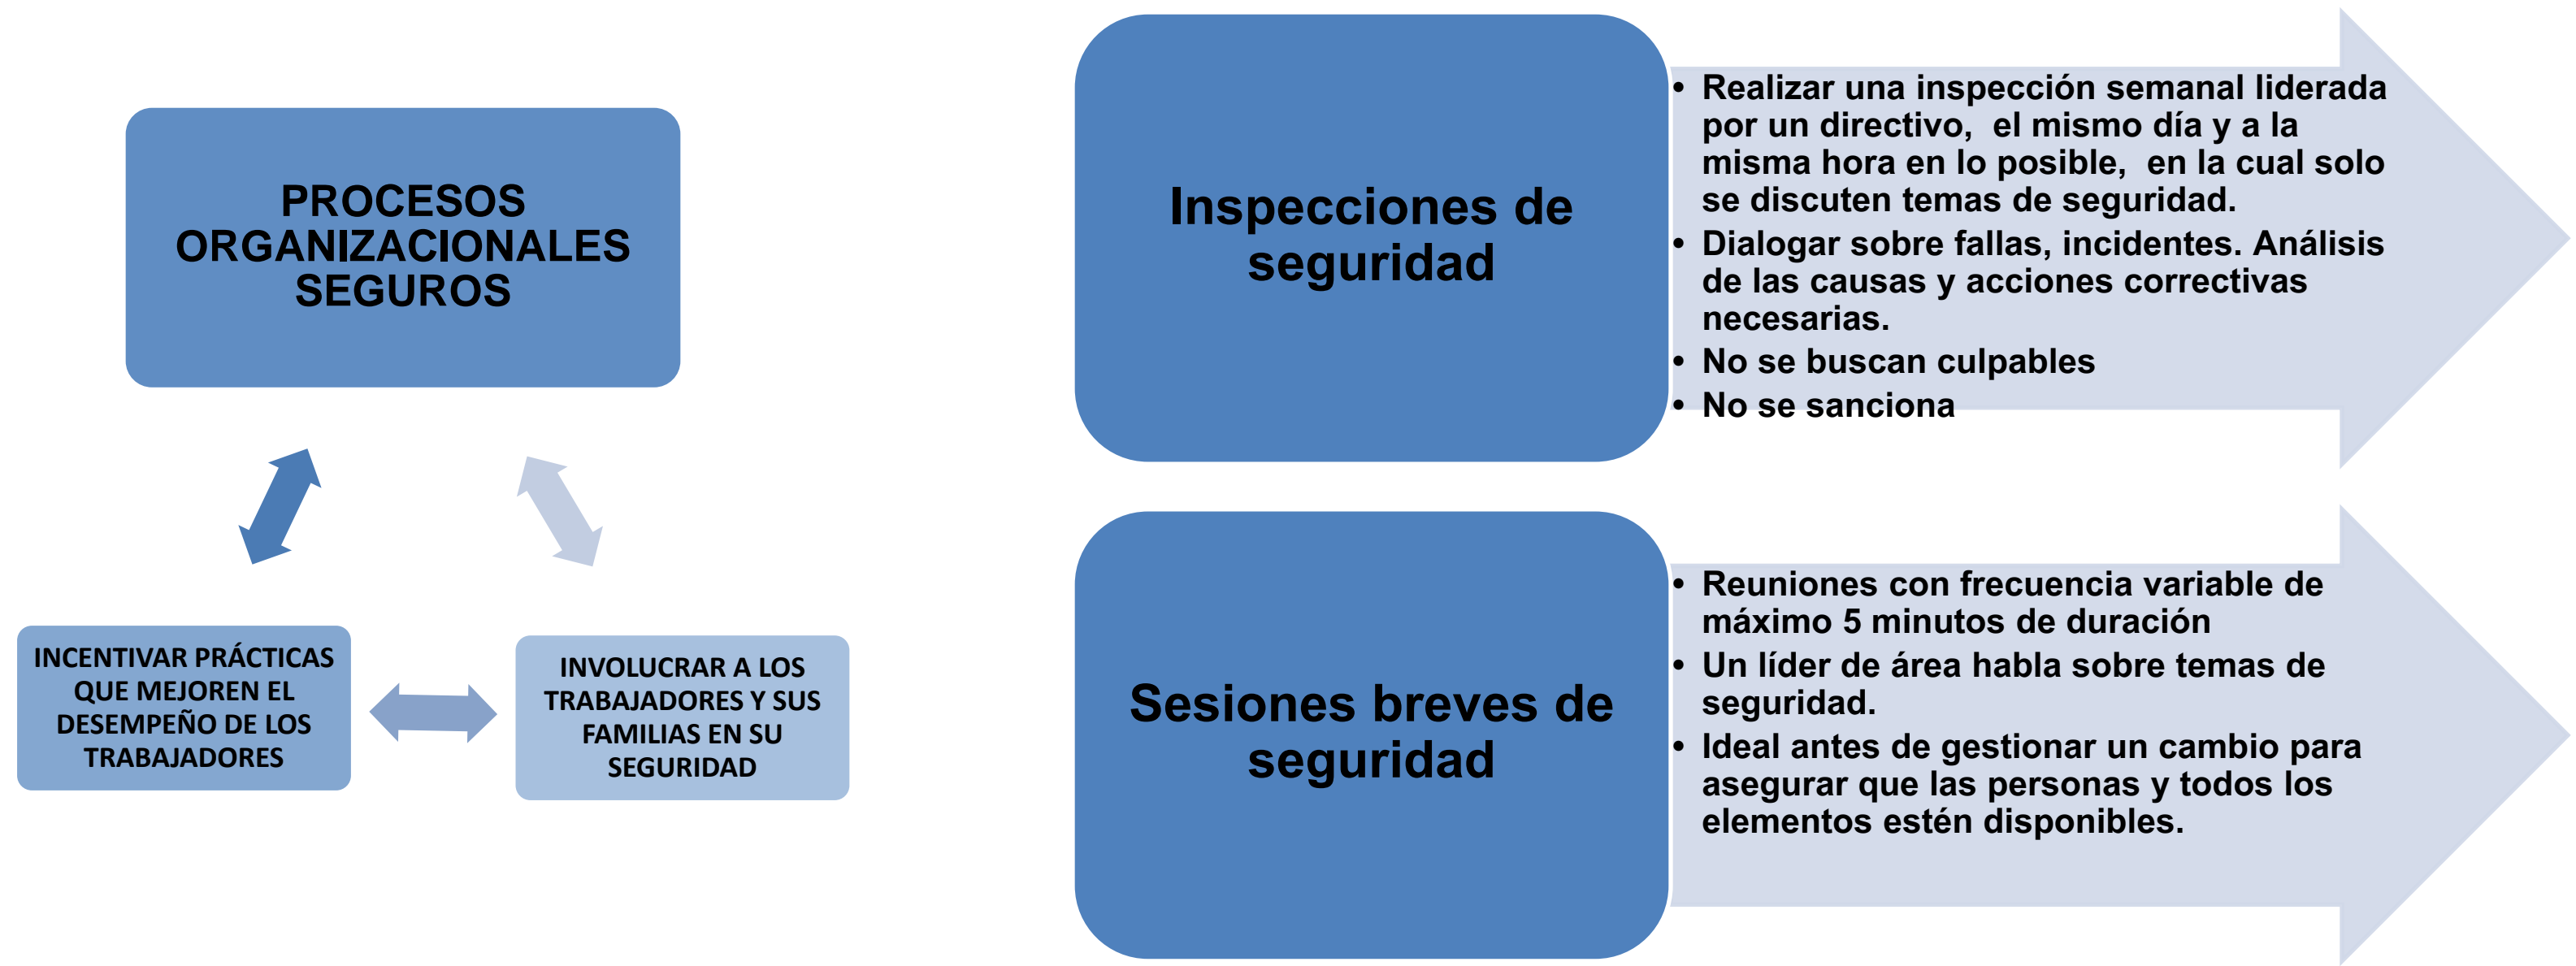 PROCESOS
ORGANIZACIONALES
SEGUROS
INCENTIVAR PRÁCTICAS
QUE MEJOREN EL
DESEMPEÑO DE LOS
TRABAJADORES
INVOLUCRAR A LOS
TRABAJADORES Y SUS
FAMILIAS EN SU
SEGURIDAD
Inspecciones de
seguridad
• Realizar una inspección semanal liderada
por un directivo, el mismo día y a la
misma hora en lo posible, en la cual solo
se discuten temas de seguridad.
• Dialogar sobre fallas, incidentes. Análisis
de las causas y acciones correctivas
necesarias.
• No se buscan culpables
• No se sanciona
Sesiones breves de
seguridad
• Reuniones con frecuencia variable de
máximo 5 minutos de duración
• Un líder de área habla sobre temas de
seguridad.
• Ideal antes de gestionar un cambio para
asegurar que las personas y todos los
elementos estén disponibles.